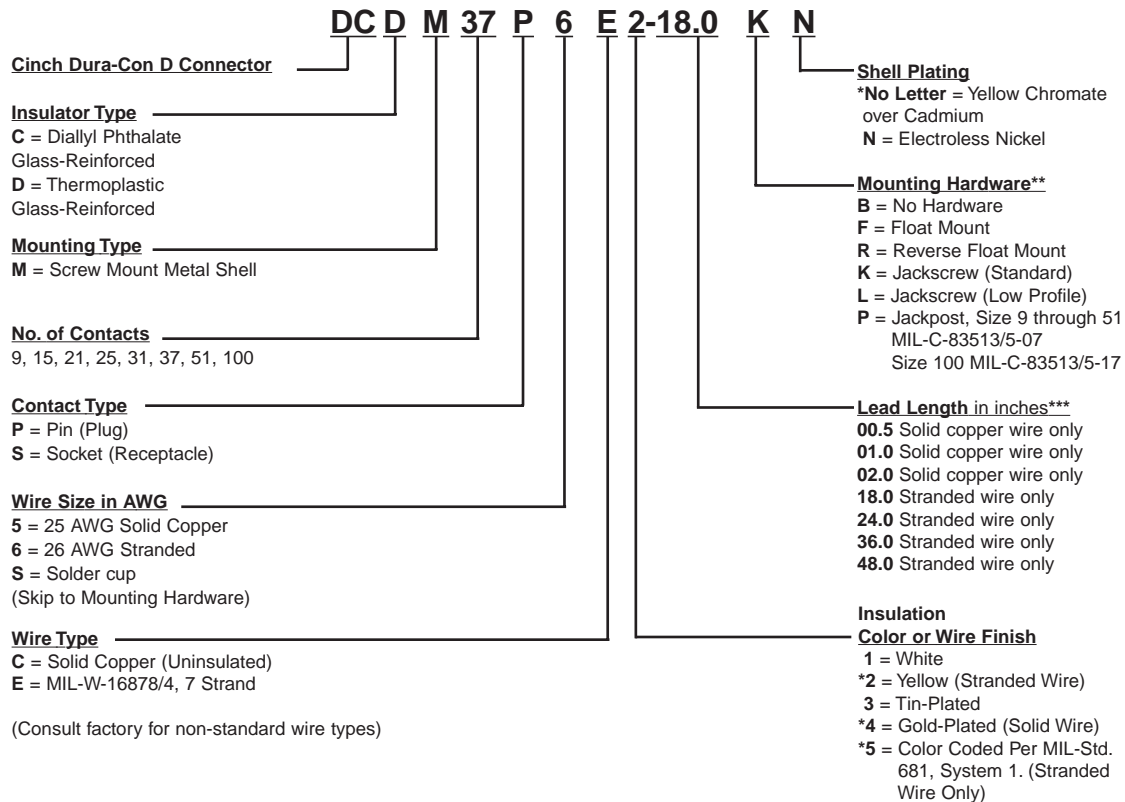 DC D M 37 P 6 E 2-18.0 K N
Cinch Dura-Con D Connector
Insulator Type
C = Diallyl Phthalate
Glass-Reinforced
D = Thermoplastic
Glass-Reinforced
Mounting Type
M = Screw Mount Metal Shell
No. of Contacts
9, 15, 21, 25, 31, 37, 51, 100
Contact Type
P = Pin (Plug)
S = Socket (Receptacle)
Wire Size in AWG
5 = 25 AWG Solid Copper
6 = 26 AWG Stranded
S = Solder cup
(Skip to Mounting Hardware)
Wire Type
C = Solid Copper (Uninsulated)
E = MIL-W-16878/4, 7 Strand
(Consult factory for non-standard wire types)
Shell Plating
*No Letter = Yellow Chromate
over Cadmium
N = Electroless Nickel
Mounting Hardware**
B = No Hardware
F = Float Mount
R = Reverse Float Mount
K = Jackscrew (Standard)
L = Jackscrew (Low Profile)
P = Jackpost, Size 9 through 51
MIL-C-83513/5-07
Size 100 MIL-C-83513/5-17
Lead Length in inches***
00.5 Solid copper wire only
01.0 Solid copper wire only
02.0 Solid copper wire only
18.0 Stranded wire only
24.0 Stranded wire only
36.0 Stranded wire only
48.0 Stranded wire only
Insulation
Color or Wire Finish
1 = White
*2 = Yellow (Stranded Wire)
3 = Tin-Plated
*4 = Gold-Plated (Solid Wire)
*5 = Color Coded Per MIL-Std.
681, System 1. (Stranded
Wire Only)